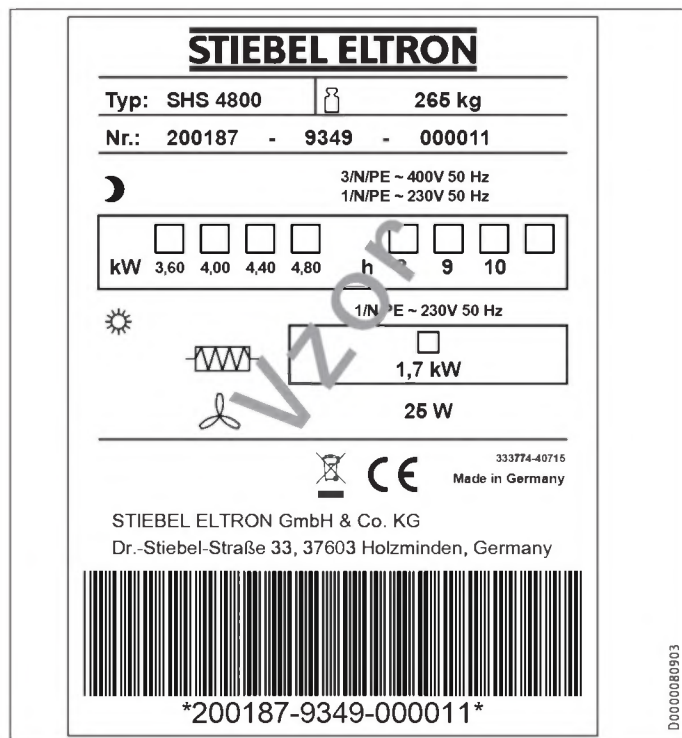 STIEBEL ELTRON
Typ: SHS 4800 265 kg
Nr.: 200187 - 9349 - 000011
3/N/PE ~ 400V 50 Hz
1/N/PE ~ 230V 50 Hz
kW 3,60 4,00 4,40 4,80 h 9 10
1/N/PE ~ 230V 50 Hz
1,7 kW
25 W
Vzor
CE
333774-40715
Made in Germany
STIEBEL ELTRON GmbH & Co. KG
Dr.-Stiebel-Straße 33, 37603 Holzminden, Germany
*200187-9349-000011*
D0000080903